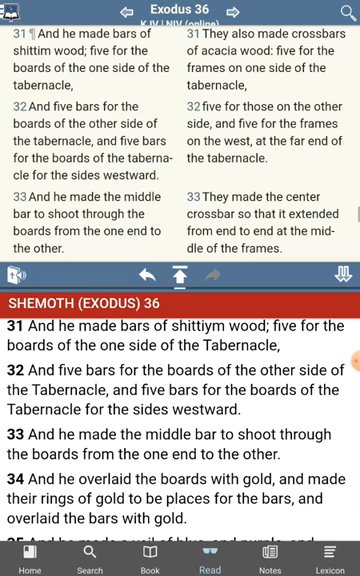 Exodus 36
KJV | NIV (online)
31 ¶ And he made bars of
shittim wood; five for the
boards of the one side of the
tabernacle,
32 And five bars for the
boards of the other side of
the tabernacle, and five bars
for the boards of the taberna-
cle for the sides westward.
33 And he made the middle
bar to shoot through the
boards from the one end to
the other.
31 They also made crossbars
of acacia wood: five for the
frames on one side of the
tabernacle,
32 five for those on the other
side, and five for the frames
on the west, at the far end of
the tabernacle.
33 They made the center
crossbar so that it extended
from end to end at the mid-
dle of the frames.
SHEMOTH (EXODUS) 36
31 And he made bars of shittiym wood; five for the
boards of the one side of the Tabernacle,
32 And five bars for the boards of the other side of
the Tabernacle, and five bars for the boards of the
Tabernacle for the sides westward.
33 And he made the middle bar to shoot through
the boards from the one end to the other.
34 And he overlaid the boards with gold, and made
their rings of gold to be places for the bars, and
overlaid the bars with gold.
35 And he made a veil of blue, and purple, and
Home
Search
Book
Read
Notes
Lexicon